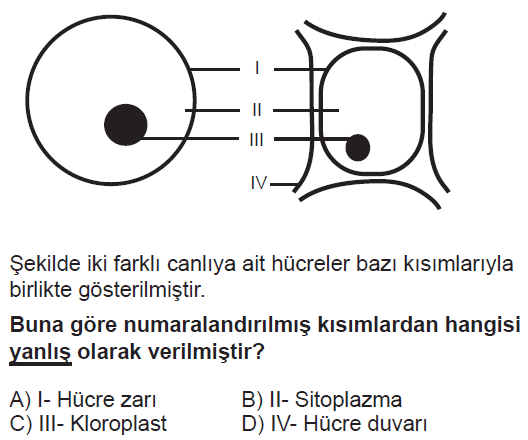 I
II
III
IV
Şekilde iki farklı canlıya ait hücreler bazı kısımlarıyla
birlikte gösterilmiştir.
Buna göre numaralandırılmış kısımlardan hangisi
yanlış olarak verilmiştir?
A) I- Hücre zarı B) II- Sitoplazma
C) III- Kloroplast D) IV- Hücre duvarı